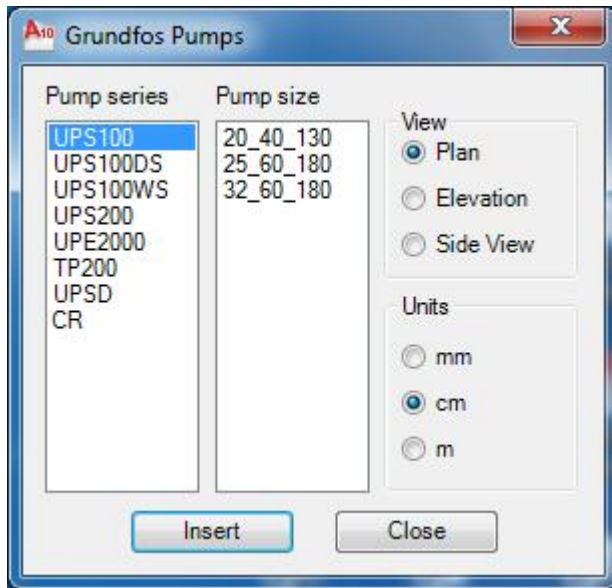 A10 Grundfos Pumps
Pump series
UPS100
UPS100DS
UPS100WS
UPS200
UPE2000
TP200
UPSD
CR
Pump size
20_40_130
25_60_180
32_60_180
View
Plan
Elevation
Side View
Units
mm
cm
m
Insert
Close